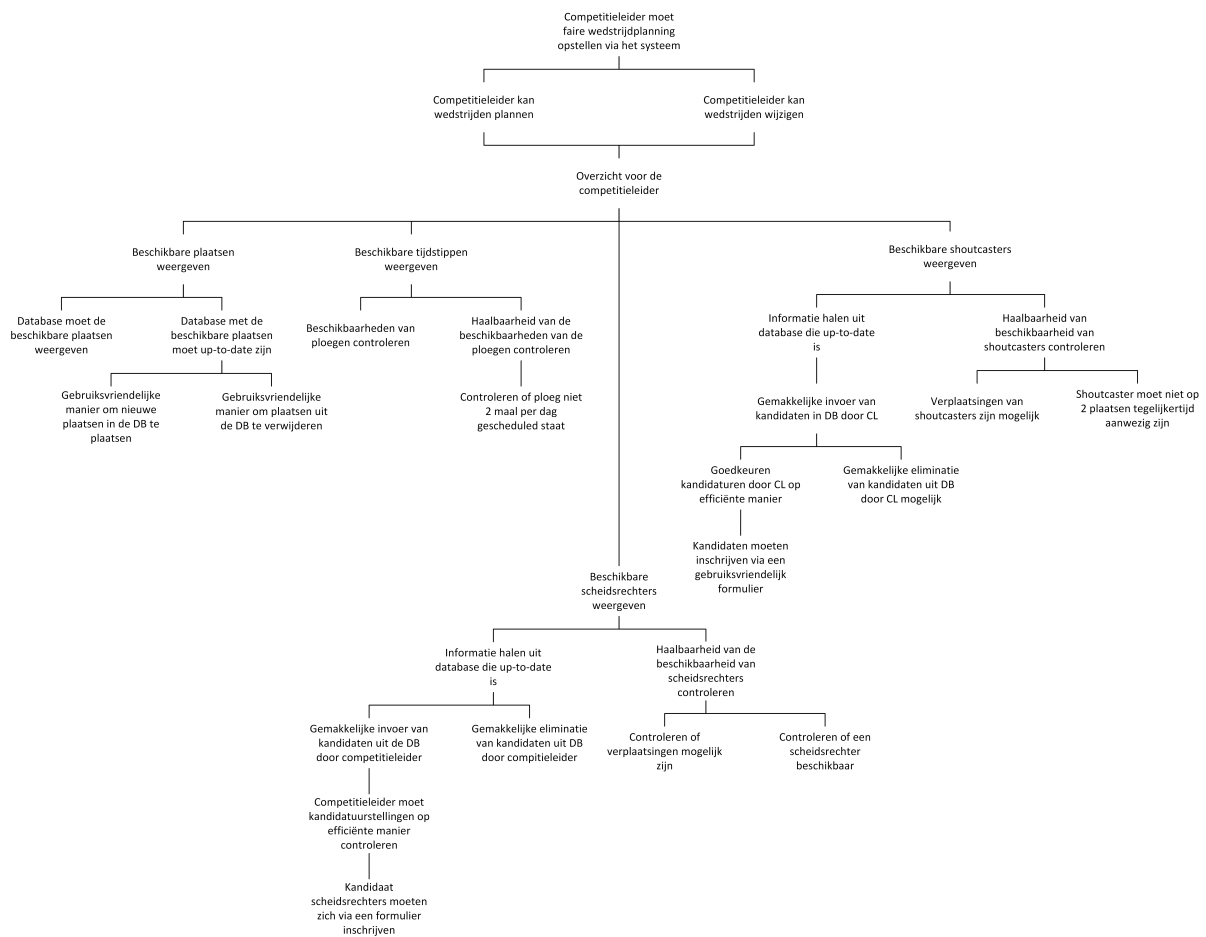 Competitieleider moet
faire wedstrijdplanning
opstellen via het systeem
Competitieleider kan
wedstrijden plannen
Competitieleider kan
wedstrijden wijzigen
Overzicht voor de
competitieleider
Beschikbare plaatsen
weergeven
Beschikbare tijdstippen
weergeven
Beschikbare shoutcasters
weergeven
Database moet de
beschikbare plaatsen
weergeven
Database met de
beschikbare plaatsen
moet up-to-date zijn
Beschikbaarheden van
ploegen controleren
Haalbaarheid van de
beschikbaarheden van de
ploegen controleren
Informatie halen uit
database die up-to-date
is
Haalbaarheid van
beschikbaarheid van
shoutcasters controleren
Gebruiksvriendelijke
manier om nieuwe
plaatsen in de DB te
plaatsen
Gebruiksvriendelijke
manier om plaatsen uit
de DB te verwijderen
Controleren of ploeg niet
2 maal per dag
gescheduled staat
Gemakkelijke invoer van
kandidaten in DB door CL
Verplaatsingen van
shoutcasters zijn mogelijk
Shoutcaster moet niet op
2 plaatsen tegelijkertijd
aanwezig zijn
Goedkeuren
kandidaturen door CL op
efficiënte manier
Gemakkelijke eliminatie
van kandidaten uit DB
door CL mogelijk
Kandidaten moeten
inschrijven via een
gebruiksvriendelijk
formulier
Beschikbare
scheidsrechters
weergeven
Informatie halen uit
database die up-to-date
is
Haalbaarheid van de
beschikbaarheid van
scheidsrechters
controleren
Gemakkelijke invoer van
kandidaten uit de DB
door competitieleider
Gemakkelijke eliminatie
van kandidaten uit DB
door compitieleider
Controleren of
verplaatsingen mogelijk
zijn
Controleren of een
scheidsrechter
beschikbaar
Competitieleider moet
kandidatuurstellingen op
efficiënte manier
controleren
Kandidaat
scheidsrechters moeten
zich via een formulier
inschrijven